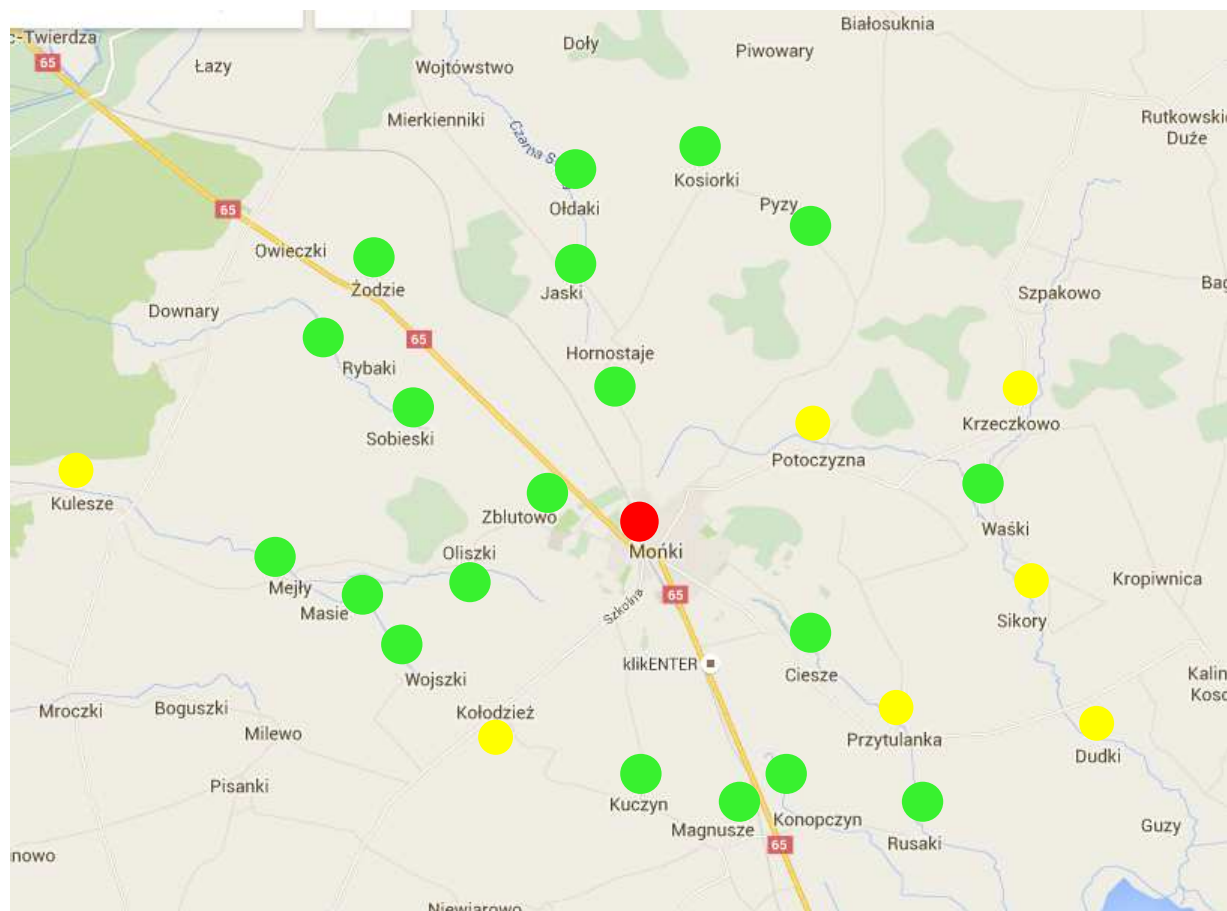 Białosuknia
c-Twierdza
Doły
Piwowary
65
Łazy
Wojtówstwo
Mierkienniki
Rutkowskie
Duże
Czarna S
Kosiorki
Pyzy
Ołdaki
65
Owieczki
Żodzie
Jaski
Szpakowo
Bag
Downary
65
Hornostaje
Rybaki
Krzeczkowo
Sobieski
Potoczyzna
Kulesze
Zblutowo
Waśki
Oliszki
Mońki
Mejły
Masie
65
Szkolna
Kropiwnica
Sikory
klikENTER
Wojszki
Ciesze
Kalin
Koso
Mroczki
Boguszki
Kołodzież
Milewo
Przytulanka
Dudki
Pisanki
Kuczyn
Magnusze
Konopczyn
Guzy
65
Rusaki
nowo
Niewiarowo